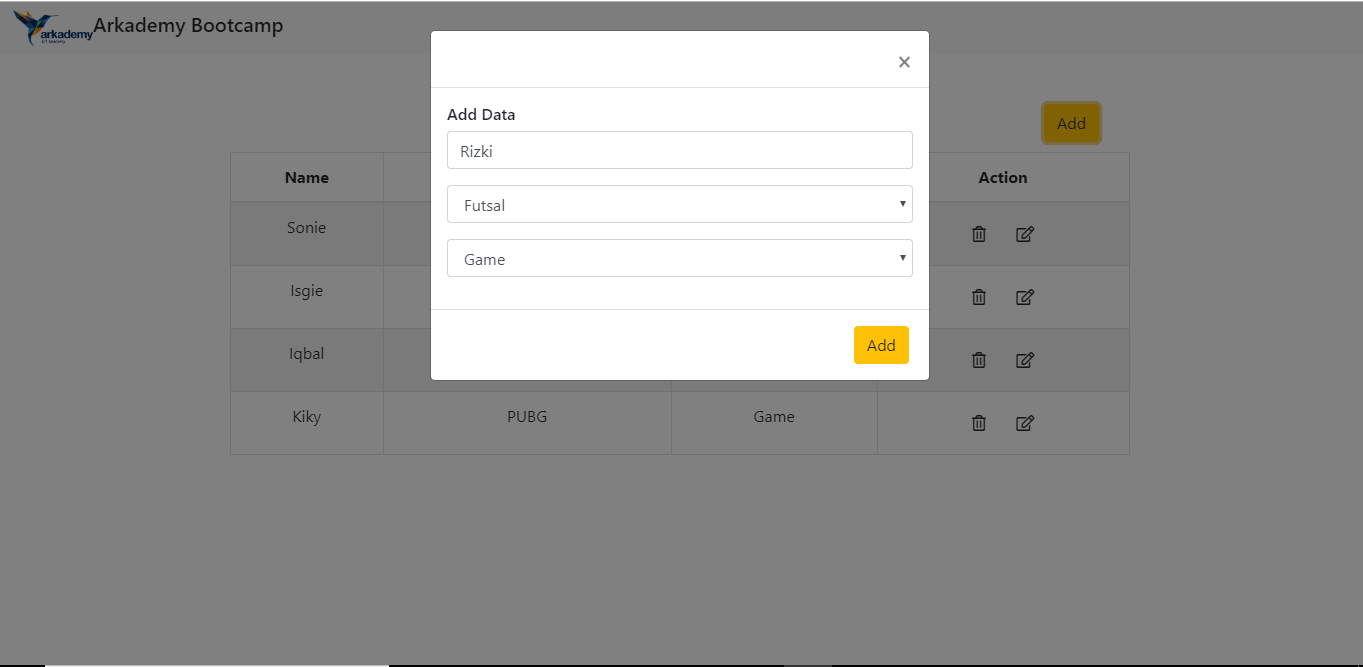 arkademy
Arkademy Bootcamp
×
Add Data
Rizki
Futsal
Game
Add
Add
Name Action
Sonie
Isgie
Iqbal
Kiky PUBG Game